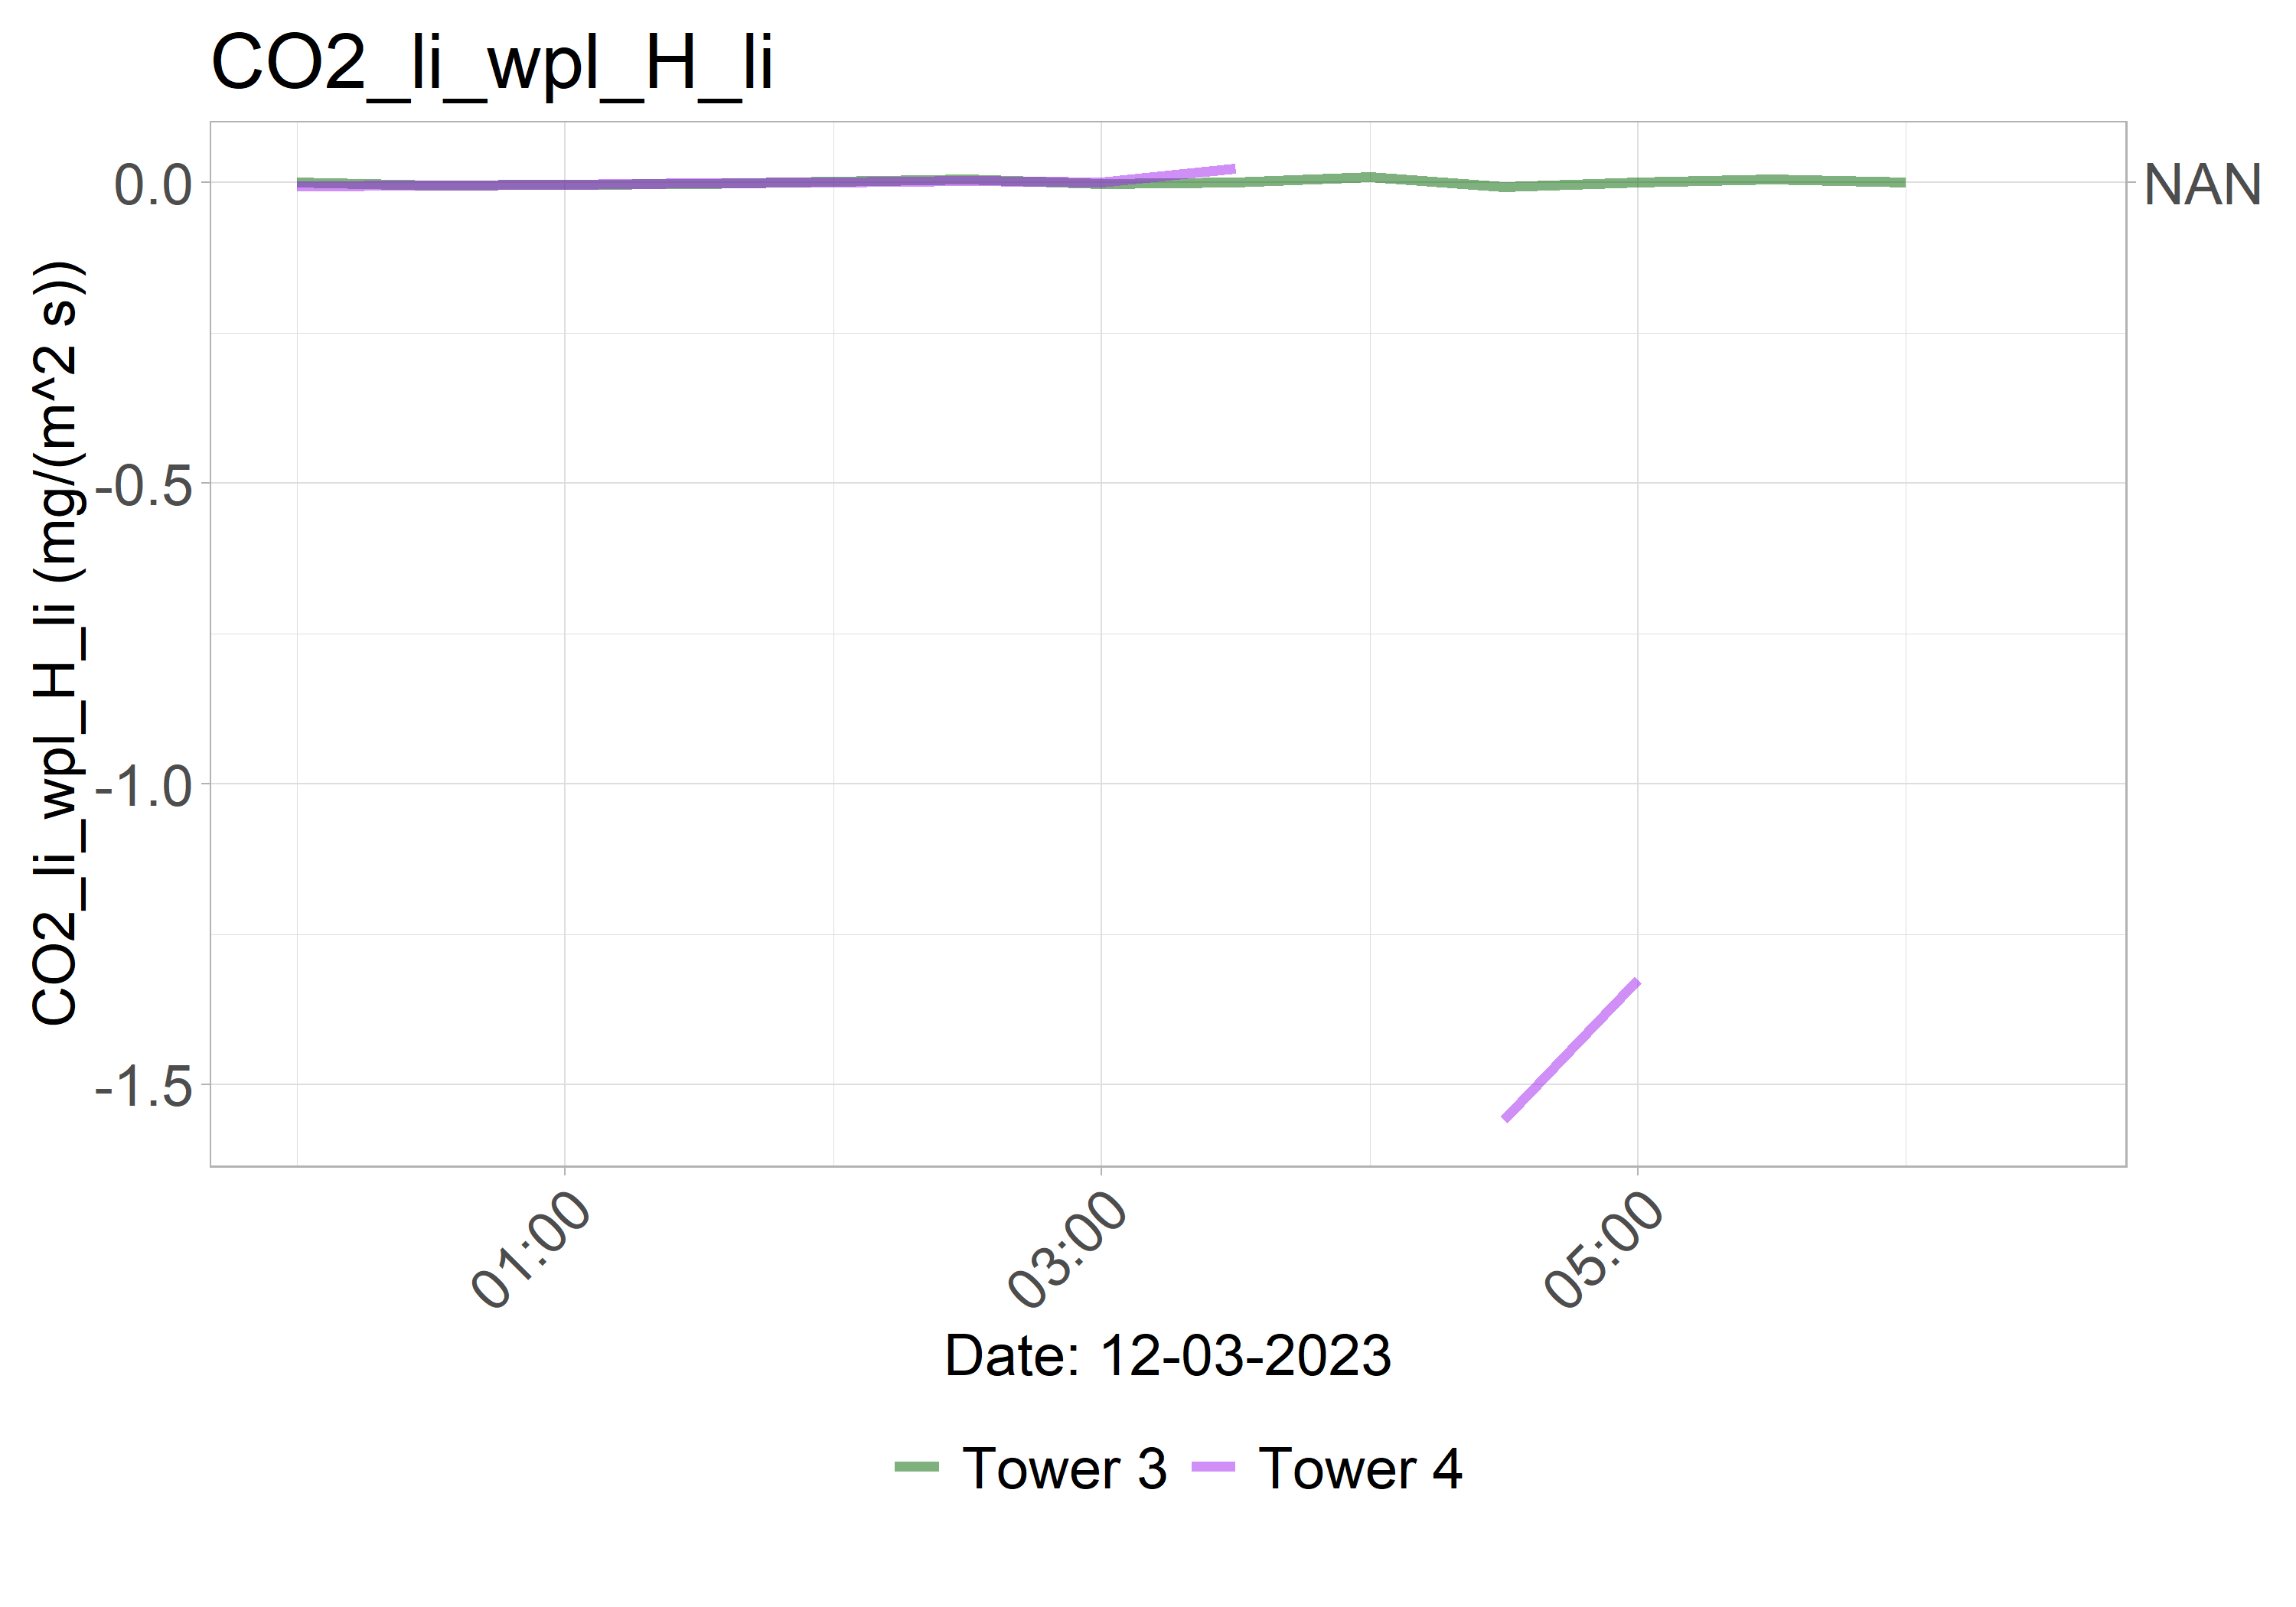 CO2_li_wpl_H_li
CO2_li_wpl_H_li (mg/(m^2 s))
0.0
-0.5
-1.0
-1.5
NAN
01:00
03:00
05:00
Date: 12-03-2023
Tower 3
Tower 4